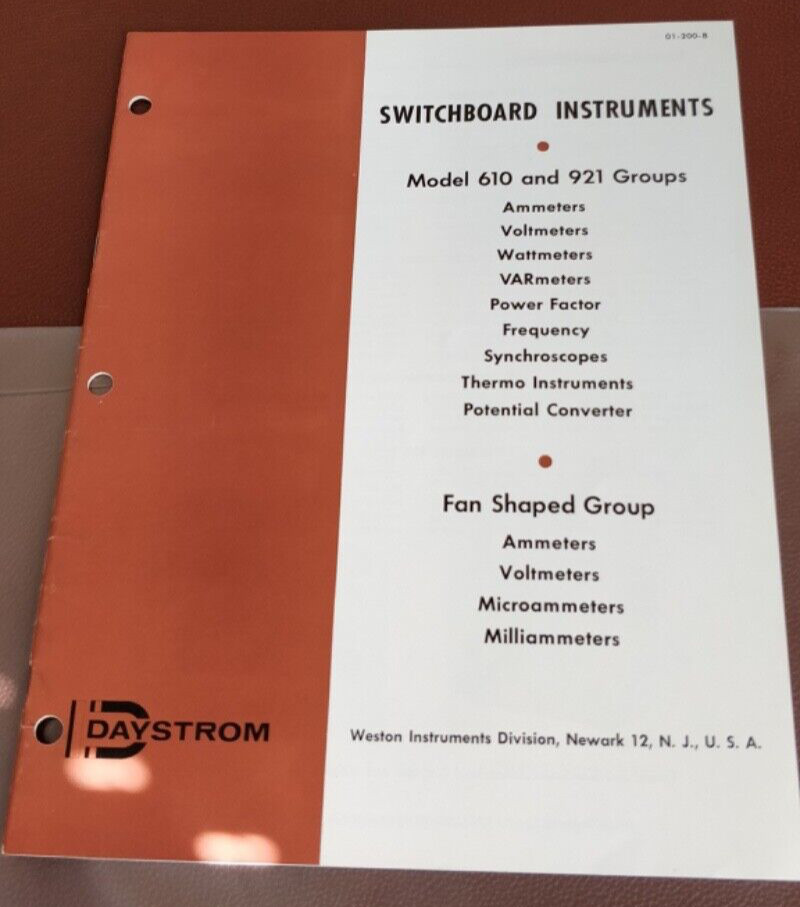 01-200-B
SWITCHBOARD INSTRUMENTS
Model 610 and 921 Groups
Ammeters
Voltmeters
Wattmeters
VARmeters
Power Factor
Frequency
Synchroscopes
Thermo Instruments
Potential Converter
Fan Shaped Group
Ammeters
Voltmeters
Microammeters
Milliammeters
DAYSTROM
Weston Instruments Division, Newark 12, N. J., U. S. A.